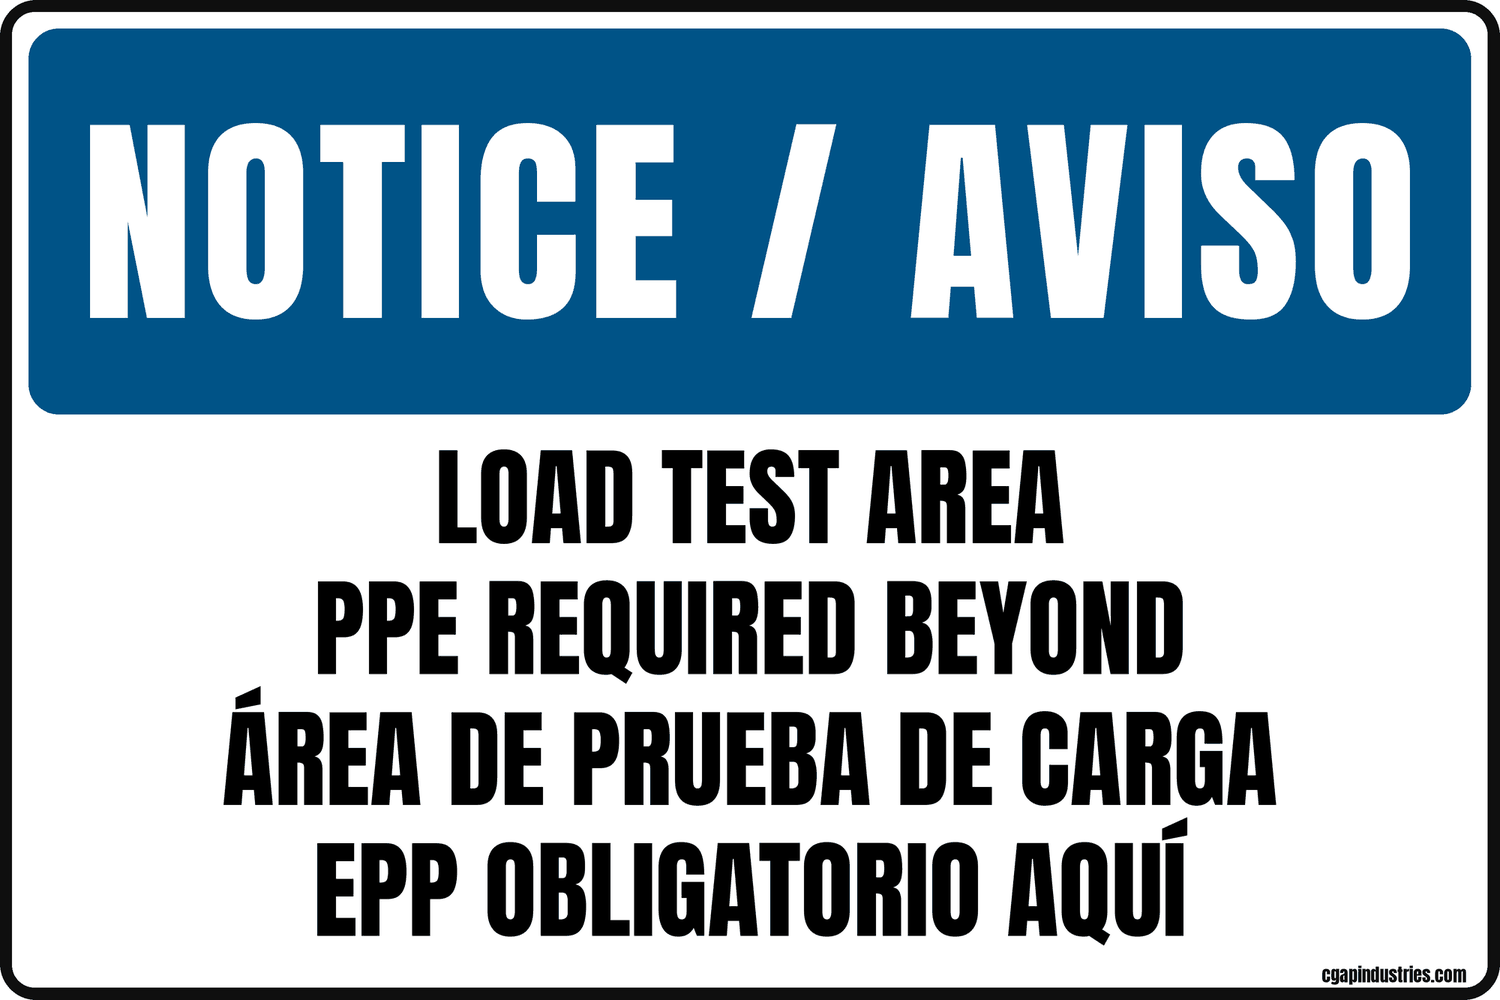 NOTICE / AVISO
LOAD TEST AREA
PPE REQUIRED BEYOND
ÁREA DE PRUEBA DE CARGA
EPP OBLIGATORIO AQUÍ
cgapindustries.com